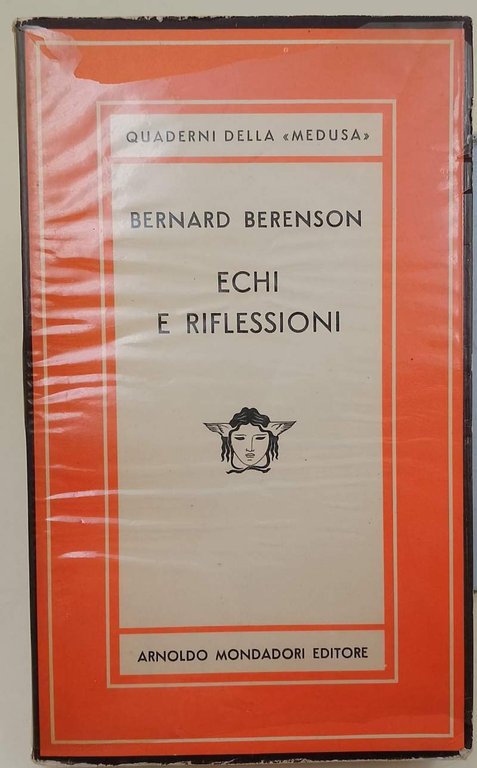 QUADERNI DELLA «MEDUSA»
BERNARD BERENSON
ECHI
E RIFLESSIONI
ARNOLDO MONDADORI EDITORE